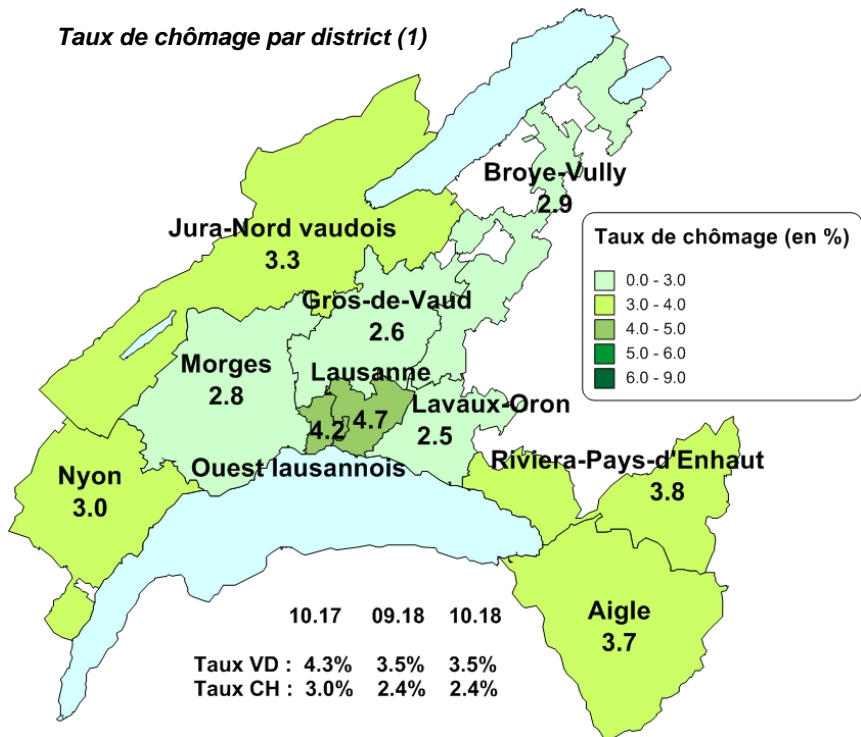 Taux de chômage par district (1)
Broye-Vully
2.9
Jura-Nord vaudois
3.3
Taux de chômage (en %)
0.0 - 3.0
3.0 - 4.0
4.0 - 5.0
5.0 - 6.0
6.0 - 9.0
Gros-de-Vaud
2.6
Morges
2.8
Lausanne
4.7
4.2
Lavaux-Oron
2.5
Ouest lausannois
Riviera-Pays-d'Enhaut
3.8
Nyon
3.0
Aigle
3.7
10.17 09.18 10.18
Taux VD : 4.3% 3.5% 3.5%
Taux CH : 3.0% 2.4% 2.4%